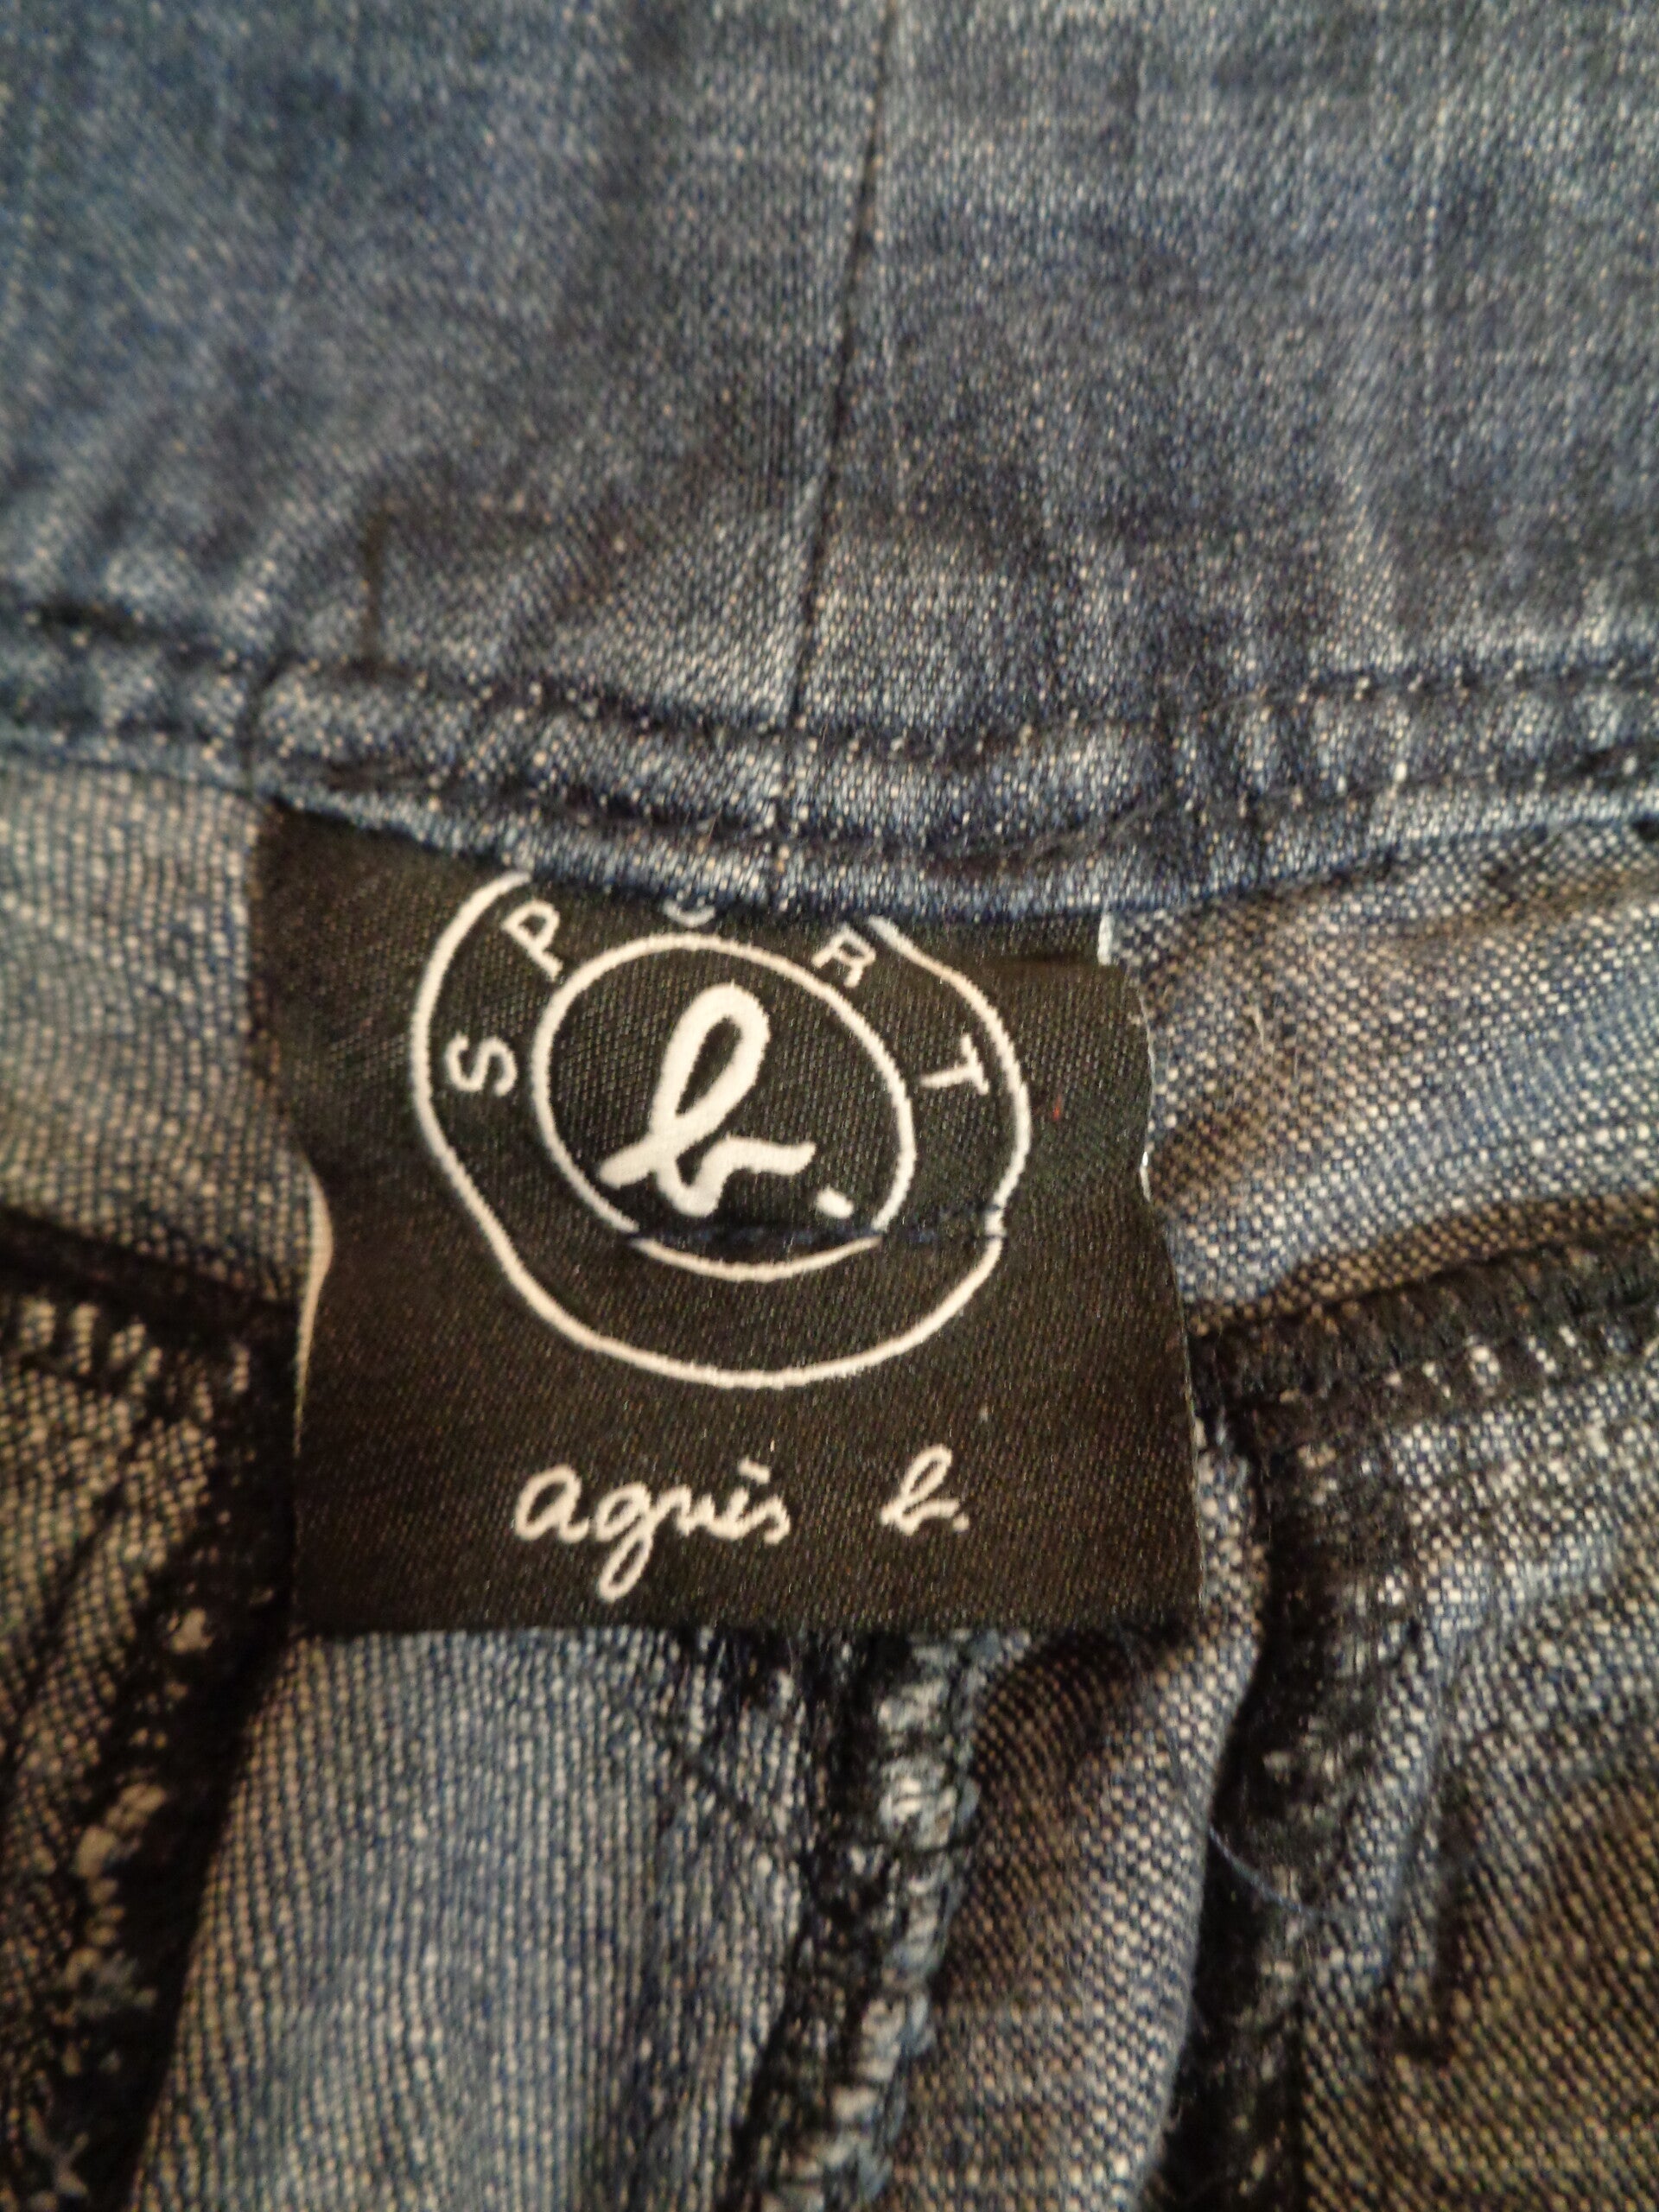 SPORT
b.
agnès b.